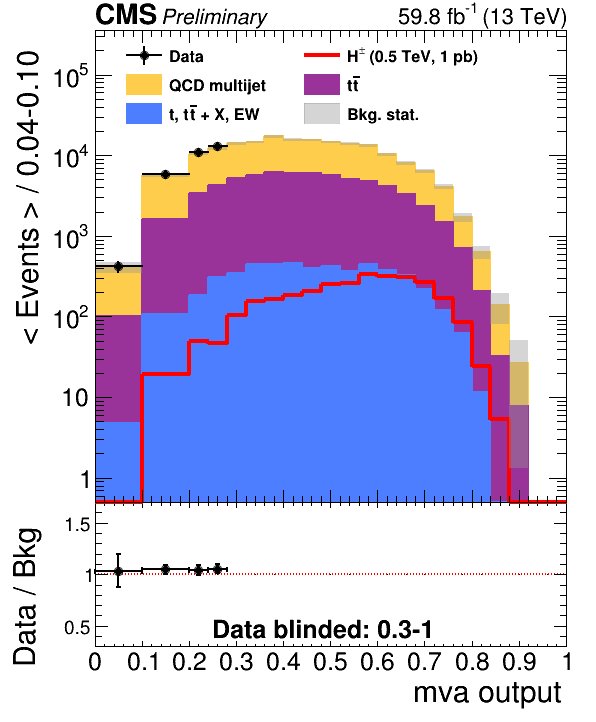 CMS Preliminary 59.8 fb⁻¹ (13 TeV)
Data H± (0.5 TeV, 1 pb)
QCD multijet tt̄
t, tt̄ + X, EW Bkg. stat.
< Events > / 0.04-0.10
10⁵
10⁴
10³
10²
10
1
Data / Bkg
1.5
1
0.5
Data blinded: 0.3-1
0 0.1 0.2 0.3 0.4 0.5 0.6 0.7 0.8 0.9 1
mva output